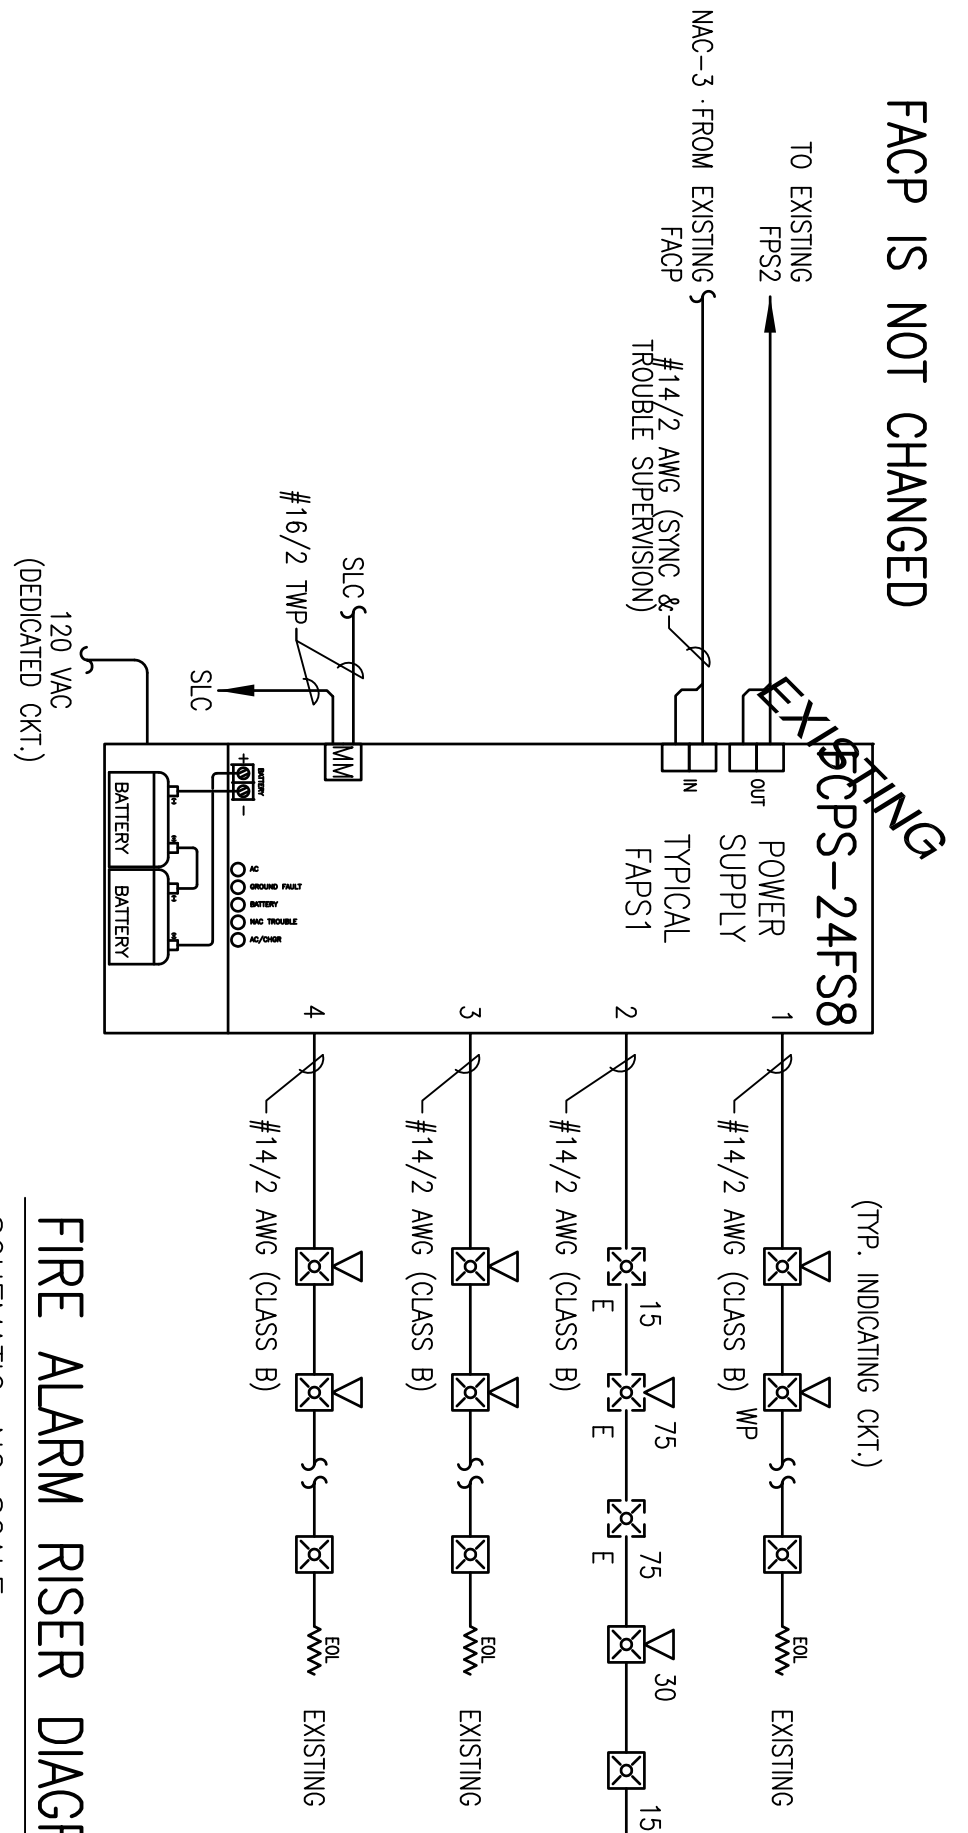 FACP IS NOT CHANGED
TO EXISTING
FPS2
NAC-3 FROM EXISTING
FACP
#14/2 AWG (SYNC &
TROUBLE SUPERVISION)
SLC
#16/2 TWP
SLC
120 VAC
(DEDICATED CKT.)
EXISTING
FCPS-24FS8
OUT
IN
POWER
SUPPLY
TYPICAL
FAPS1
MM
+ BATTERY -
AC
GROUND FAULT
BATTERY
NAC TROUBLE
AC/CHGR
BATTERY
BATTERY
(TYP. INDICATING CKT.)
1
#14/2 AWG (CLASS B)
WP
EOL
EXISTING
2
#14/2 AWG (CLASS B)
15
E
75
E
75
E
30
15
3
#14/2 AWG (CLASS B)
EOL
EXISTING
4
#14/2 AWG (CLASS B)
EOL
EXISTING
FIRE ALARM RISER